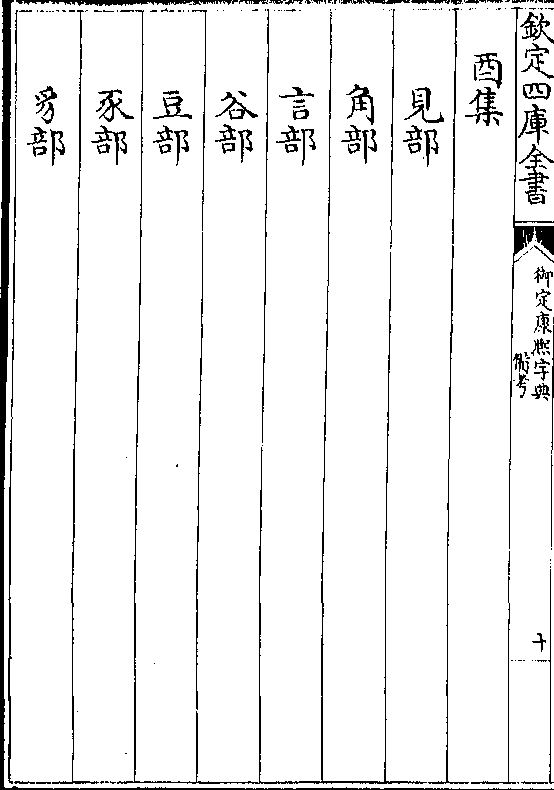 欽定四庫全書
御定康熙字典
備考
十
酉集
見部
角部
言部
谷部
豆部
豕部
豸部